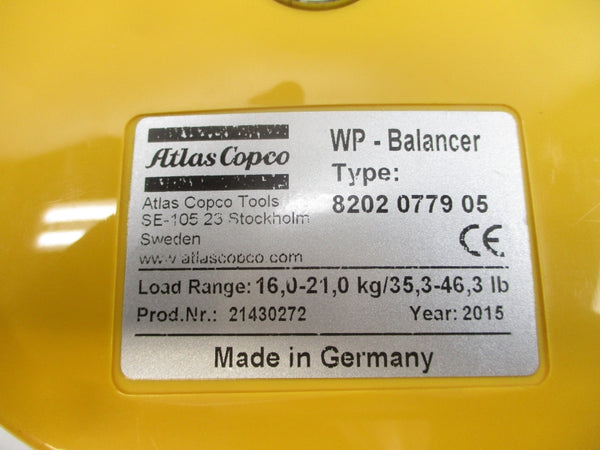 Atlas Copco
Atlas Copco Tools
SE-105 23 Stockholm
Sweden
www.atlascopco.com
WP - Balancer
Type:
8202 0779 05
CE
Load Range: 16,0-21,0 kg/35,3-46,3 lb
Prod.Nr.: 21430272 Year: 2015
Made in Germany